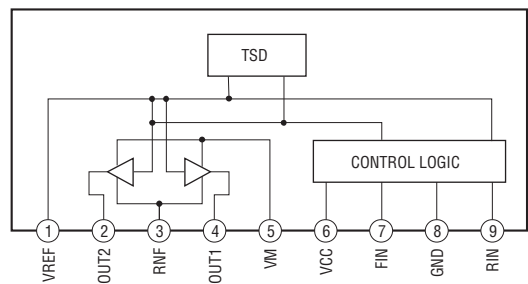 TSD
CONTROL LOGIC
1 2 3 4 5 6 7 8 9
VREF OUT2 RNF OUT1 VM VCC FIN GND RIN